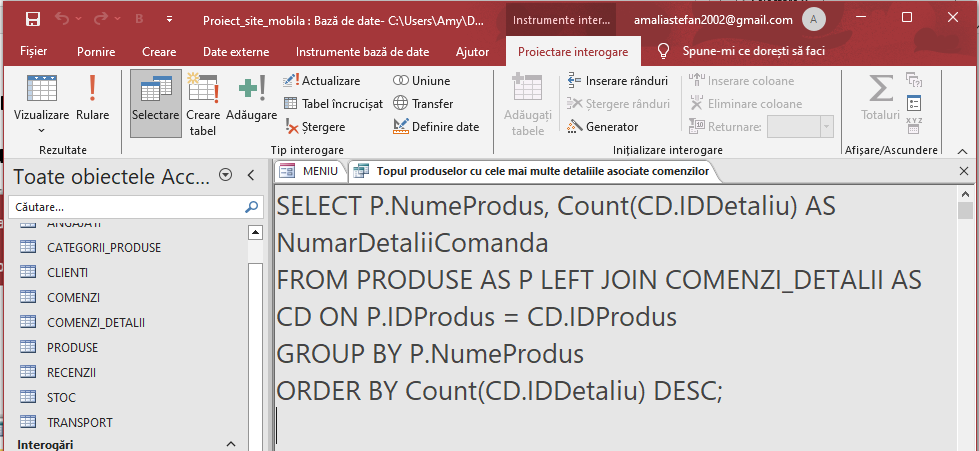 Proiect_site_mobila : Bază de date- C:\Users\Amy\D...
Instrumente inter...
amaliastefan2002@gmail.com
A
Fișier
Pornire
Creare
Date externe
Instrumente bază de date
Ajutor
Proiectare interogare
Spune-mi ce dorești să faci
Vizualizare
Rulare
Rezultate
Selectare
Creare tabel
Adăugare
Actualizare
Tabel încrucișat
Ștergere
Uniune
Transfer
Definire date
Tip interogare
Adăugați tabele
Inserare rânduri
Ștergere rânduri
Generator
Inserare coloane
Eliminare coloane
Returnare:
Inițializare interogare
Totaluri
Afișare/Ascundere
Toate obiectele Acc...
Căutare...
ANGAJATI
CATEGORII_PRODUSE
CLIENTI
COMENZI
COMENZI_DETALII
PRODUSE
RECENZII
STOC
TRANSPORT
Interogări
MENIU
Topul produselor cu cele mai multe detaliile asociate comenzilor
SELECT P.NumeProdus, Count(CD.IDDetaliu) AS
NumarDetaliiComanda
FROM PRODUSE AS P LEFT JOIN COMENZI_DETALII AS
CD ON P.IDProdus = CD.IDProdus
GROUP BY P.NumeProdus
ORDER BY Count(CD.IDDetaliu) DESC;